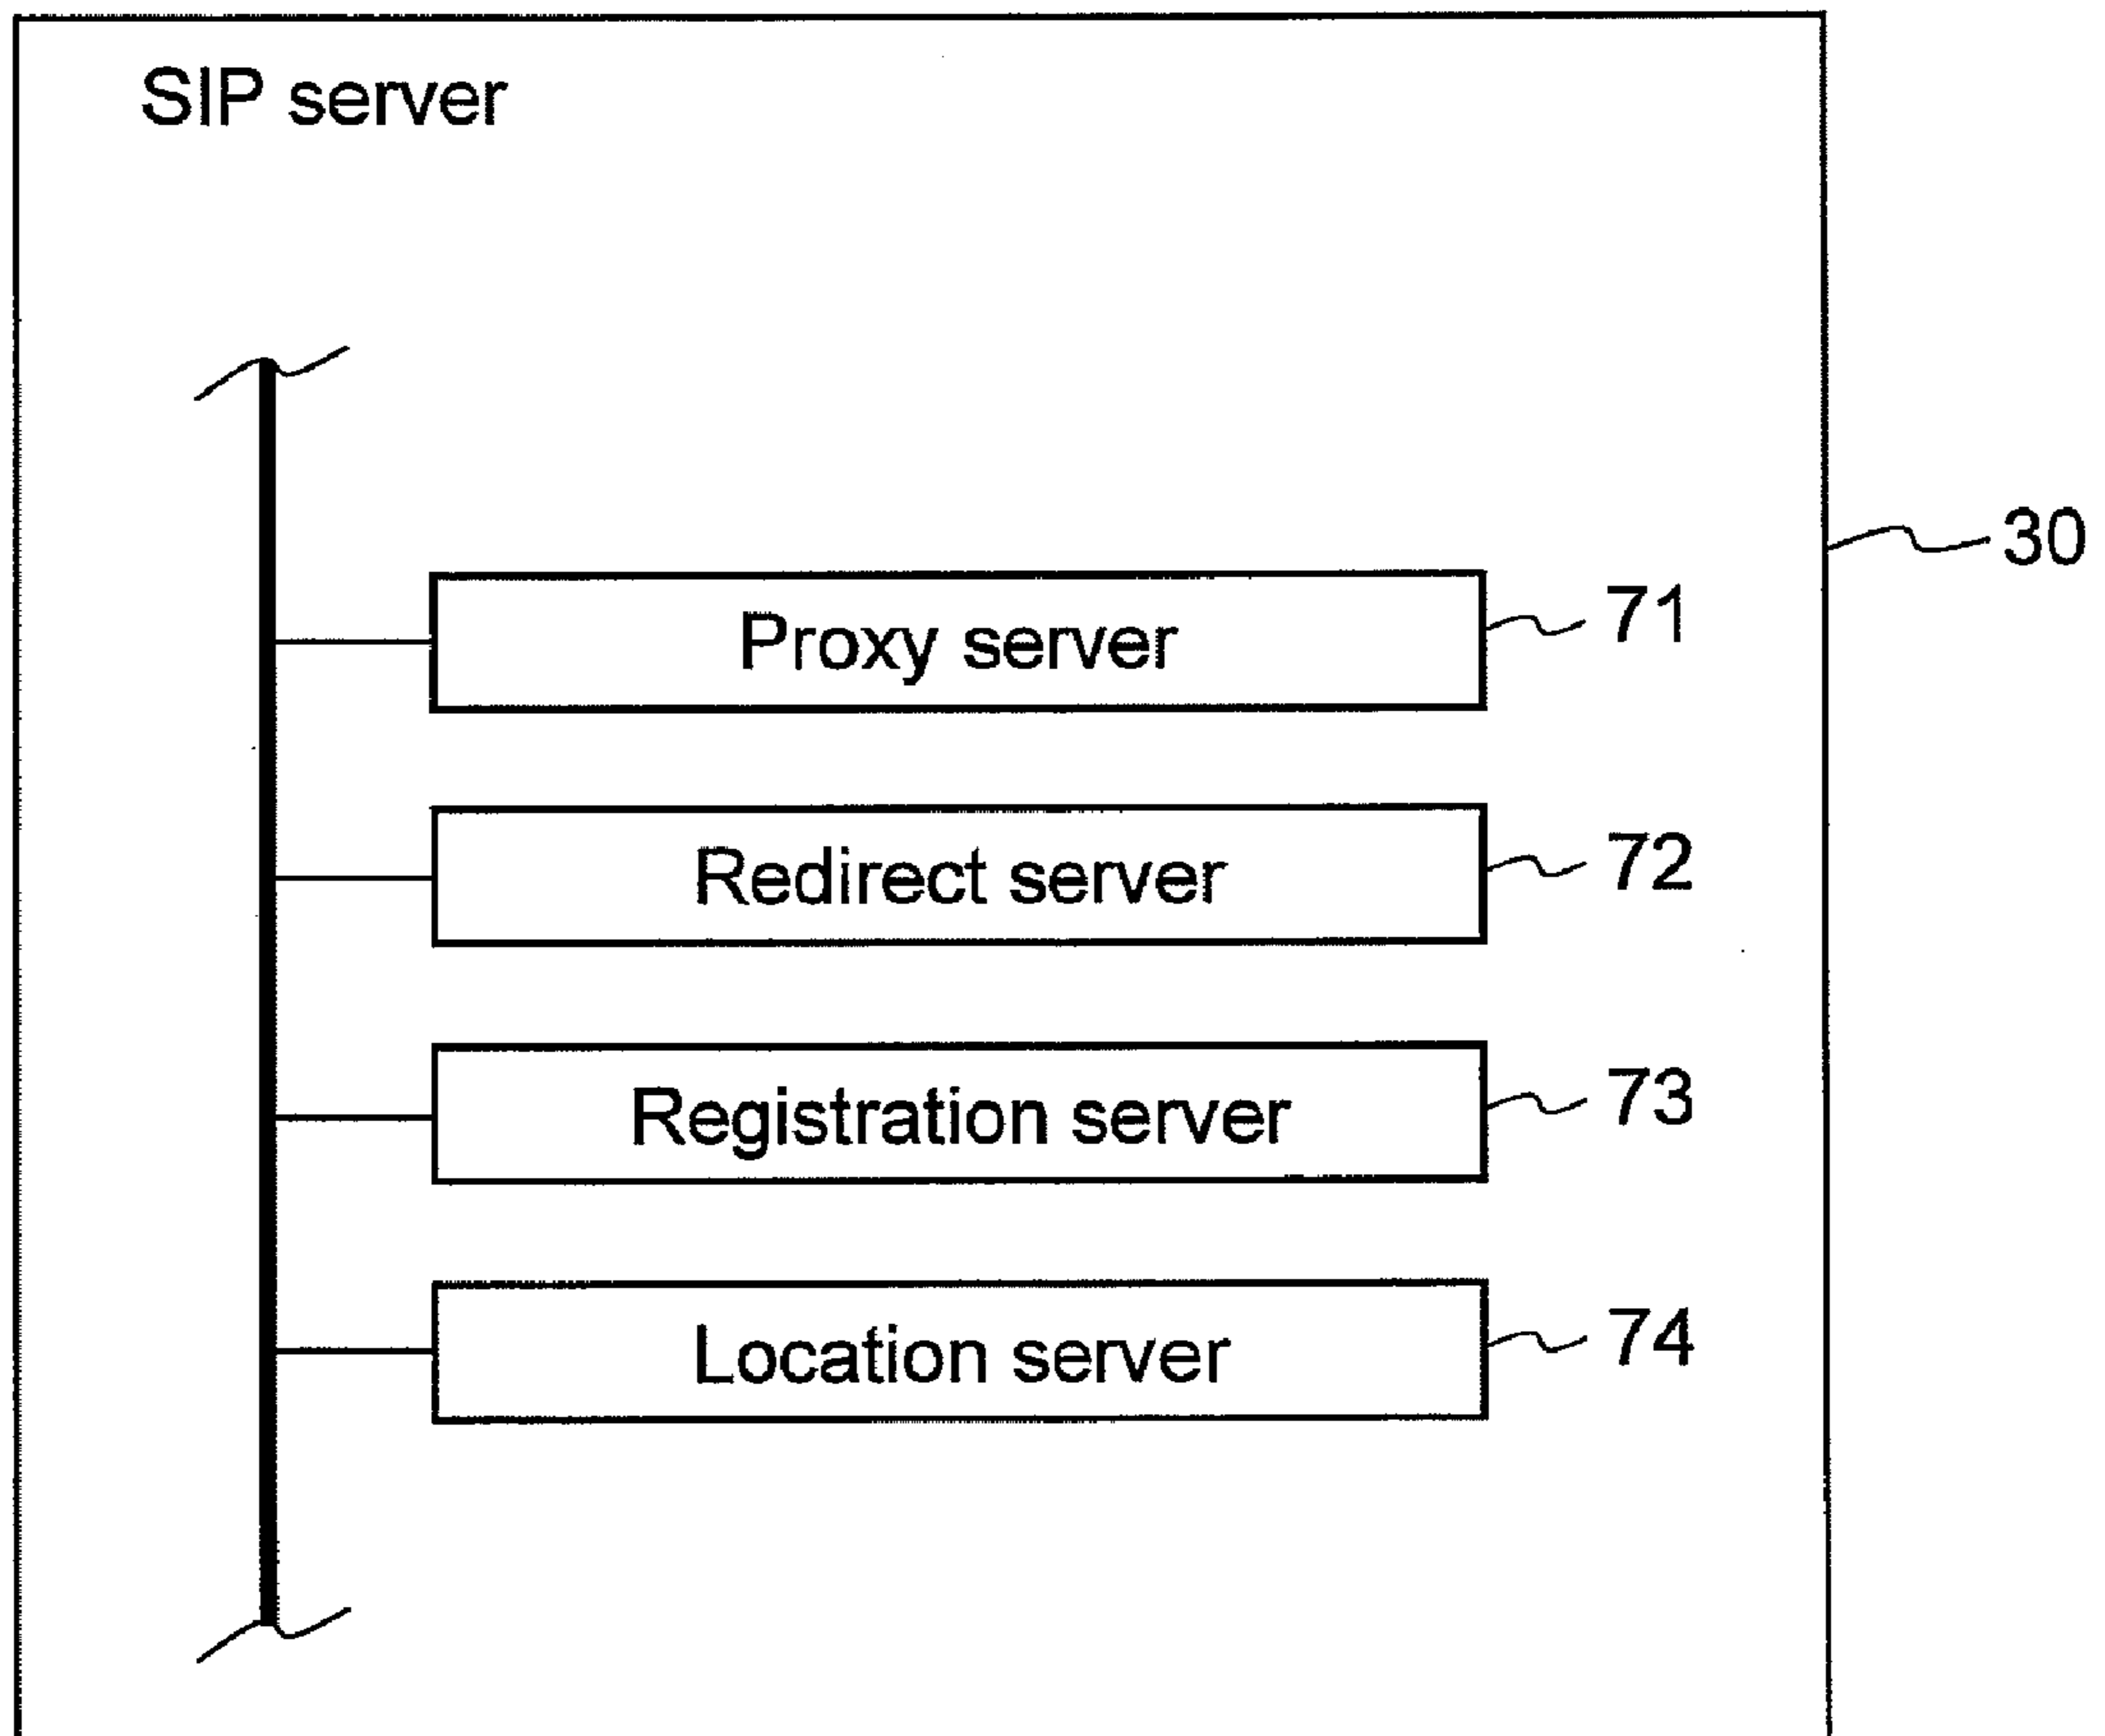 SIP server
30
Proxy server
71
Redirect server
72
Registration server
73
Location server
74